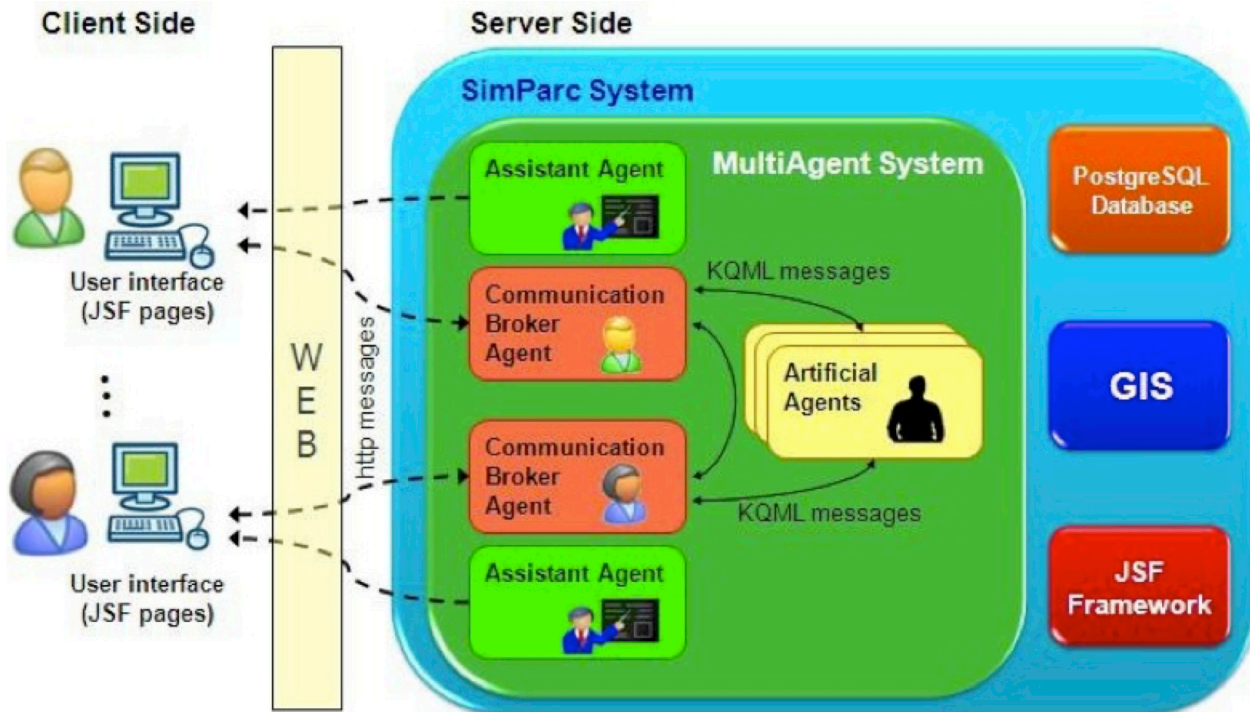 Client Side
Server Side
SimParc System
MultiAgent System
Assistant Agent
PostgreSQL
Database
User interface
(JSF pages)
KQML messages
Communication
Broker
Agent
WEB
http messages
Artificial
Agents
GIS
Communication
Broker
Agent
KQML messages
User interface
(JSF pages)
Assistant Agent
JSF
Framework